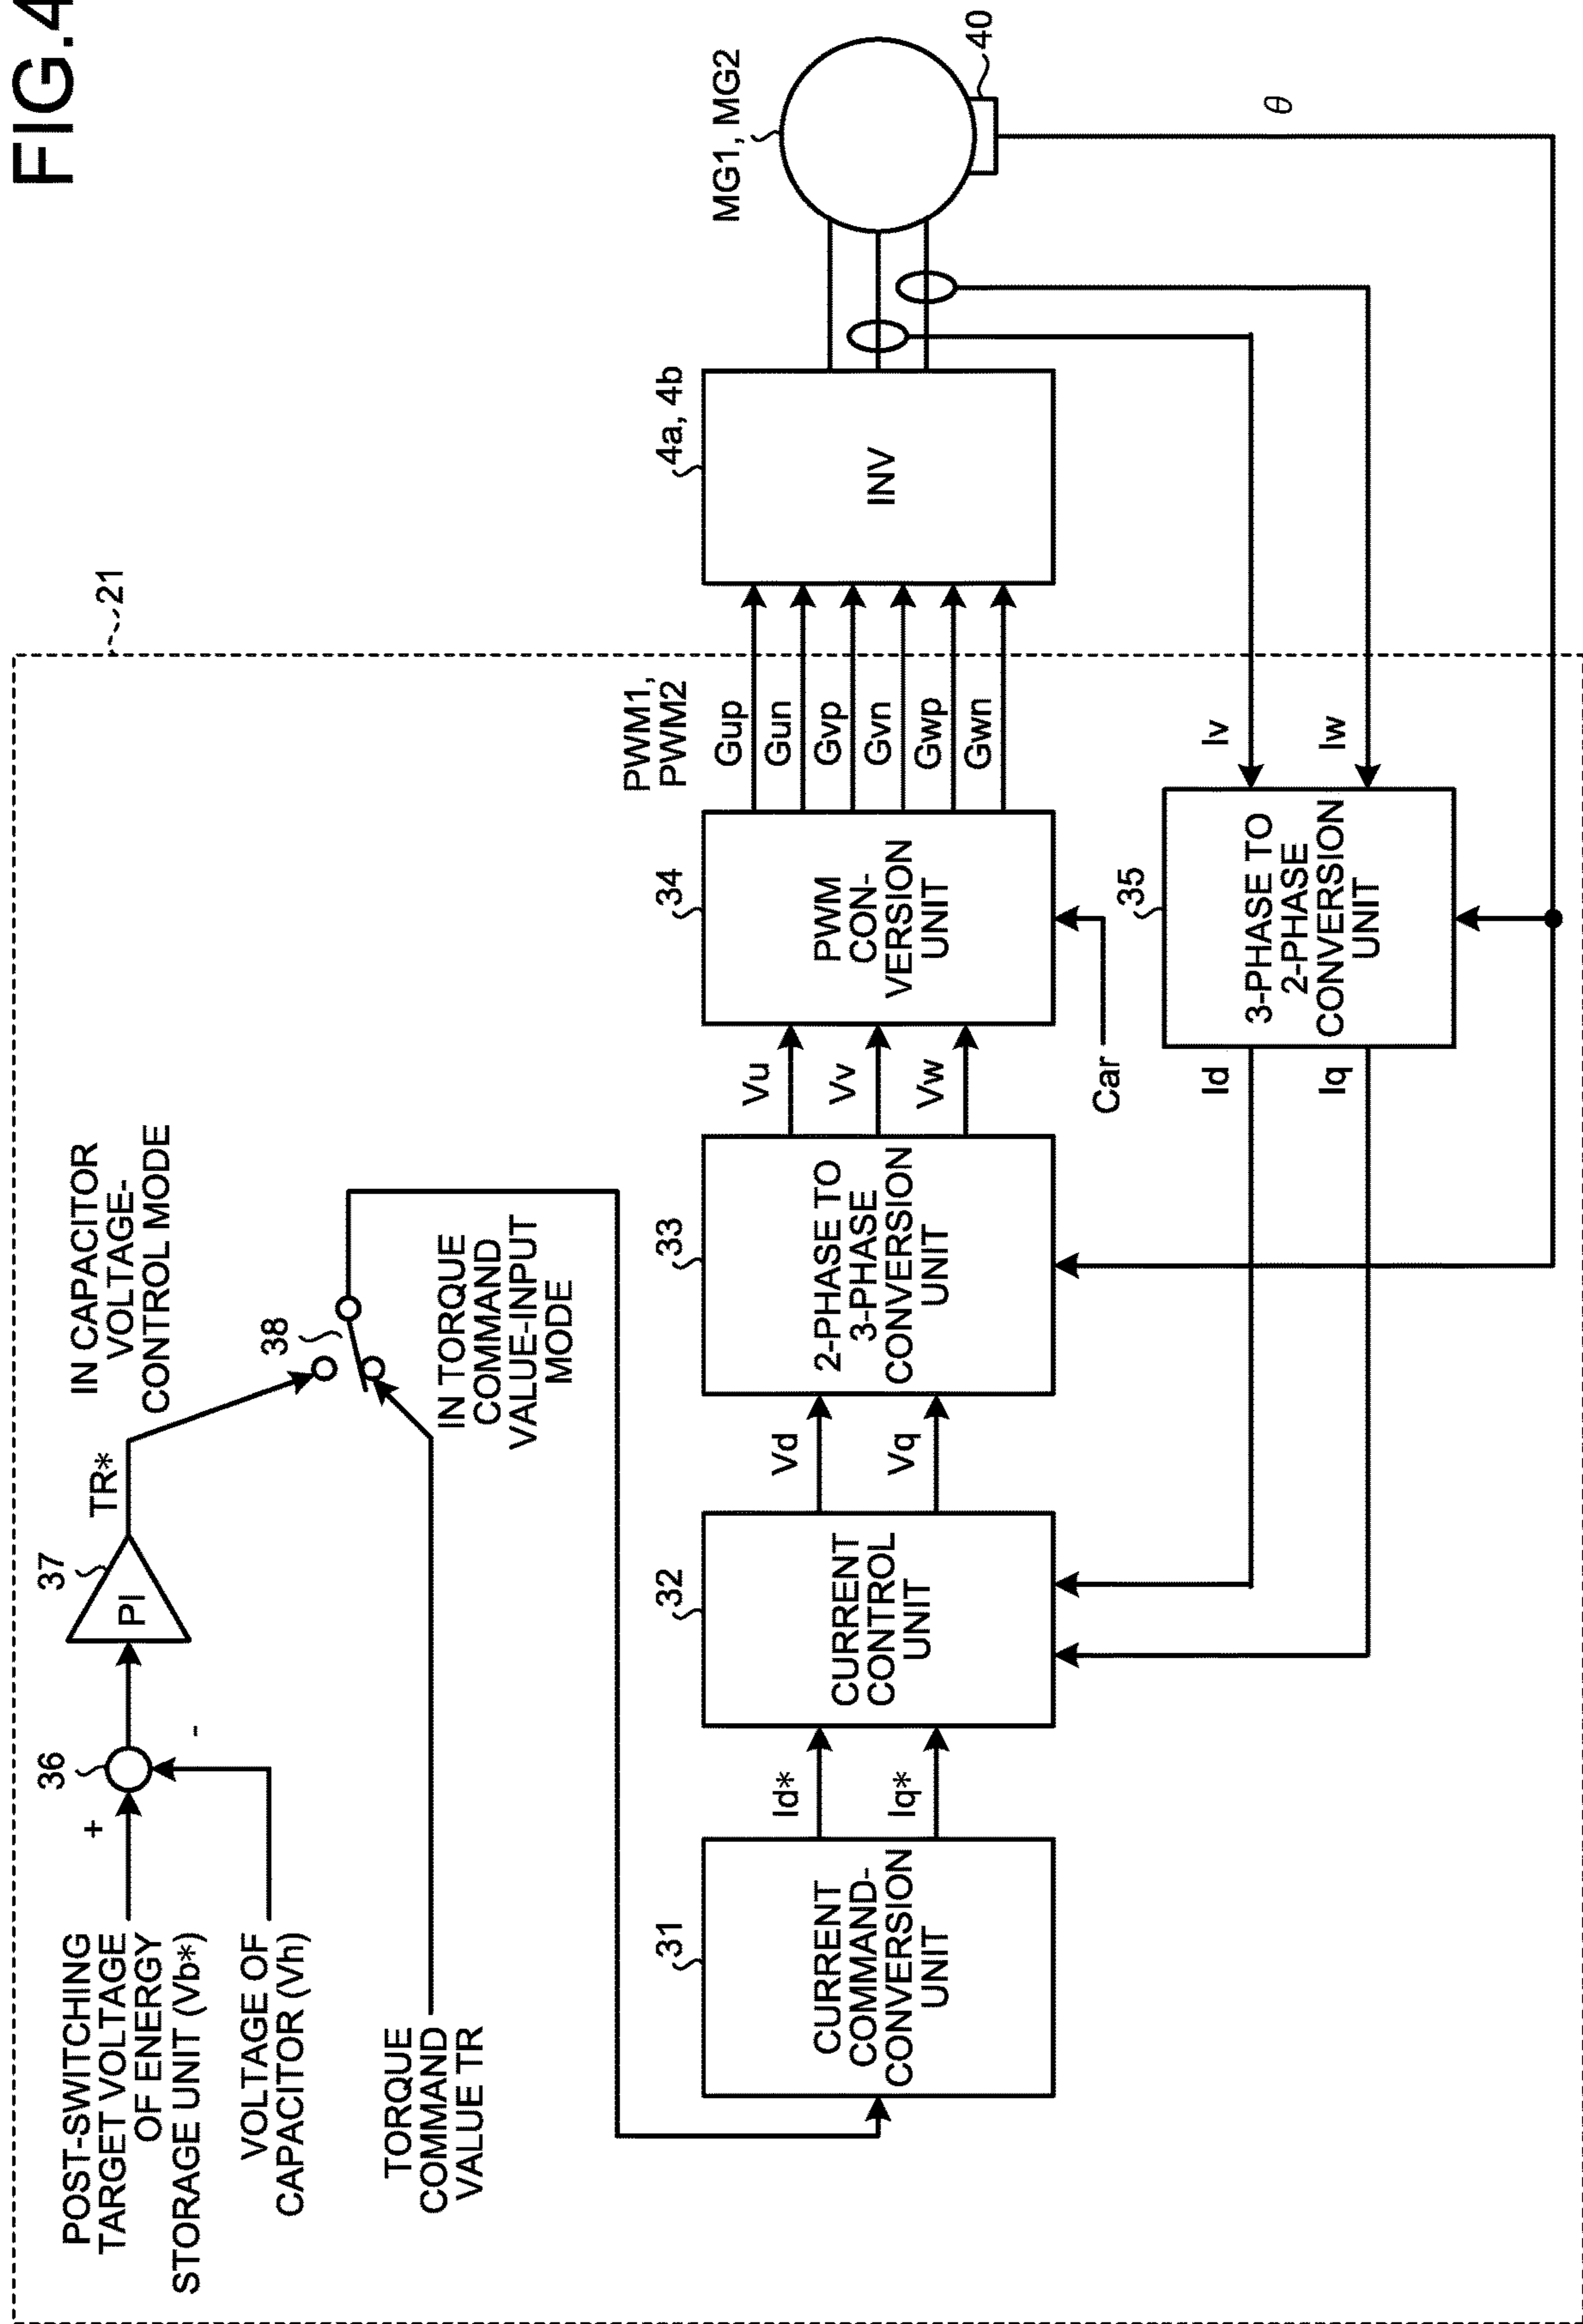 FIG.4
21
POST-SWITCHING
TARGET VOLTAGE
OF ENERGY
STORAGE UNIT (Vb*)
+
36
-
VOLTAGE OF
CAPACITOR (Vh)
37
PI
TR*
IN CAPACITOR
VOLTAGE-
CONTROL MODE
38
TORQUE
COMMAND
VALUE TR
IN TORQUE
COMMAND
VALUE-INPUT
MODE
31
CURRENT
COMMAND-
CONVERSION
UNIT
Id*
Iq*
32
CURRENT
CONTROL
UNIT
Vd
Vq
33
2-PHASE TO
3-PHASE
CONVERSION
UNIT
Vu
Vv
Vw
34
PWM
CON-
VERSION
UNIT
Car
PWM1,
PWM2
Gup
Gun
Gvp
Gvn
Gwp
Gwn
4a, 4b
INV
MG1, MG2
40
θ
Id
Iq
35
3-PHASE TO
2-PHASE
CONVERSION
UNIT
Iv
Iw